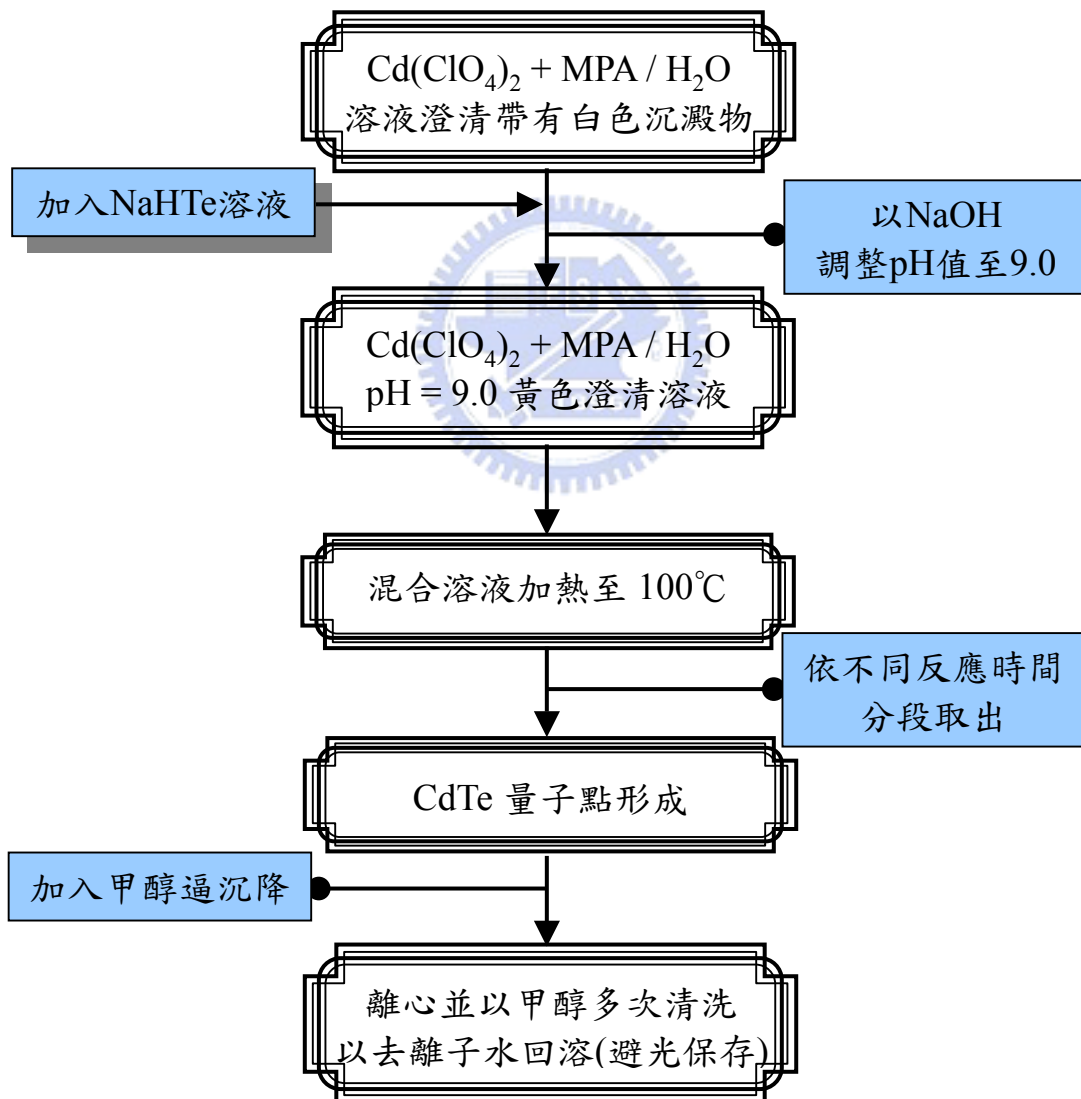 Cd(ClO₄)₂ + MPA / H₂O
溶液澄清帶有白色沉澱物
加入NaHTe溶液
以NaOH
調整pH值至9.0
Cd(ClO₄)₂ + MPA / H₂O
pH = 9.0 黃色澄清溶液
混合溶液加熱至 100℃
依不同反應時間
分段取出
CdTe 量子點形成
加入甲醇逼沉降
離心並以甲醇多次清洗
以去離子水回溶(避光保存)